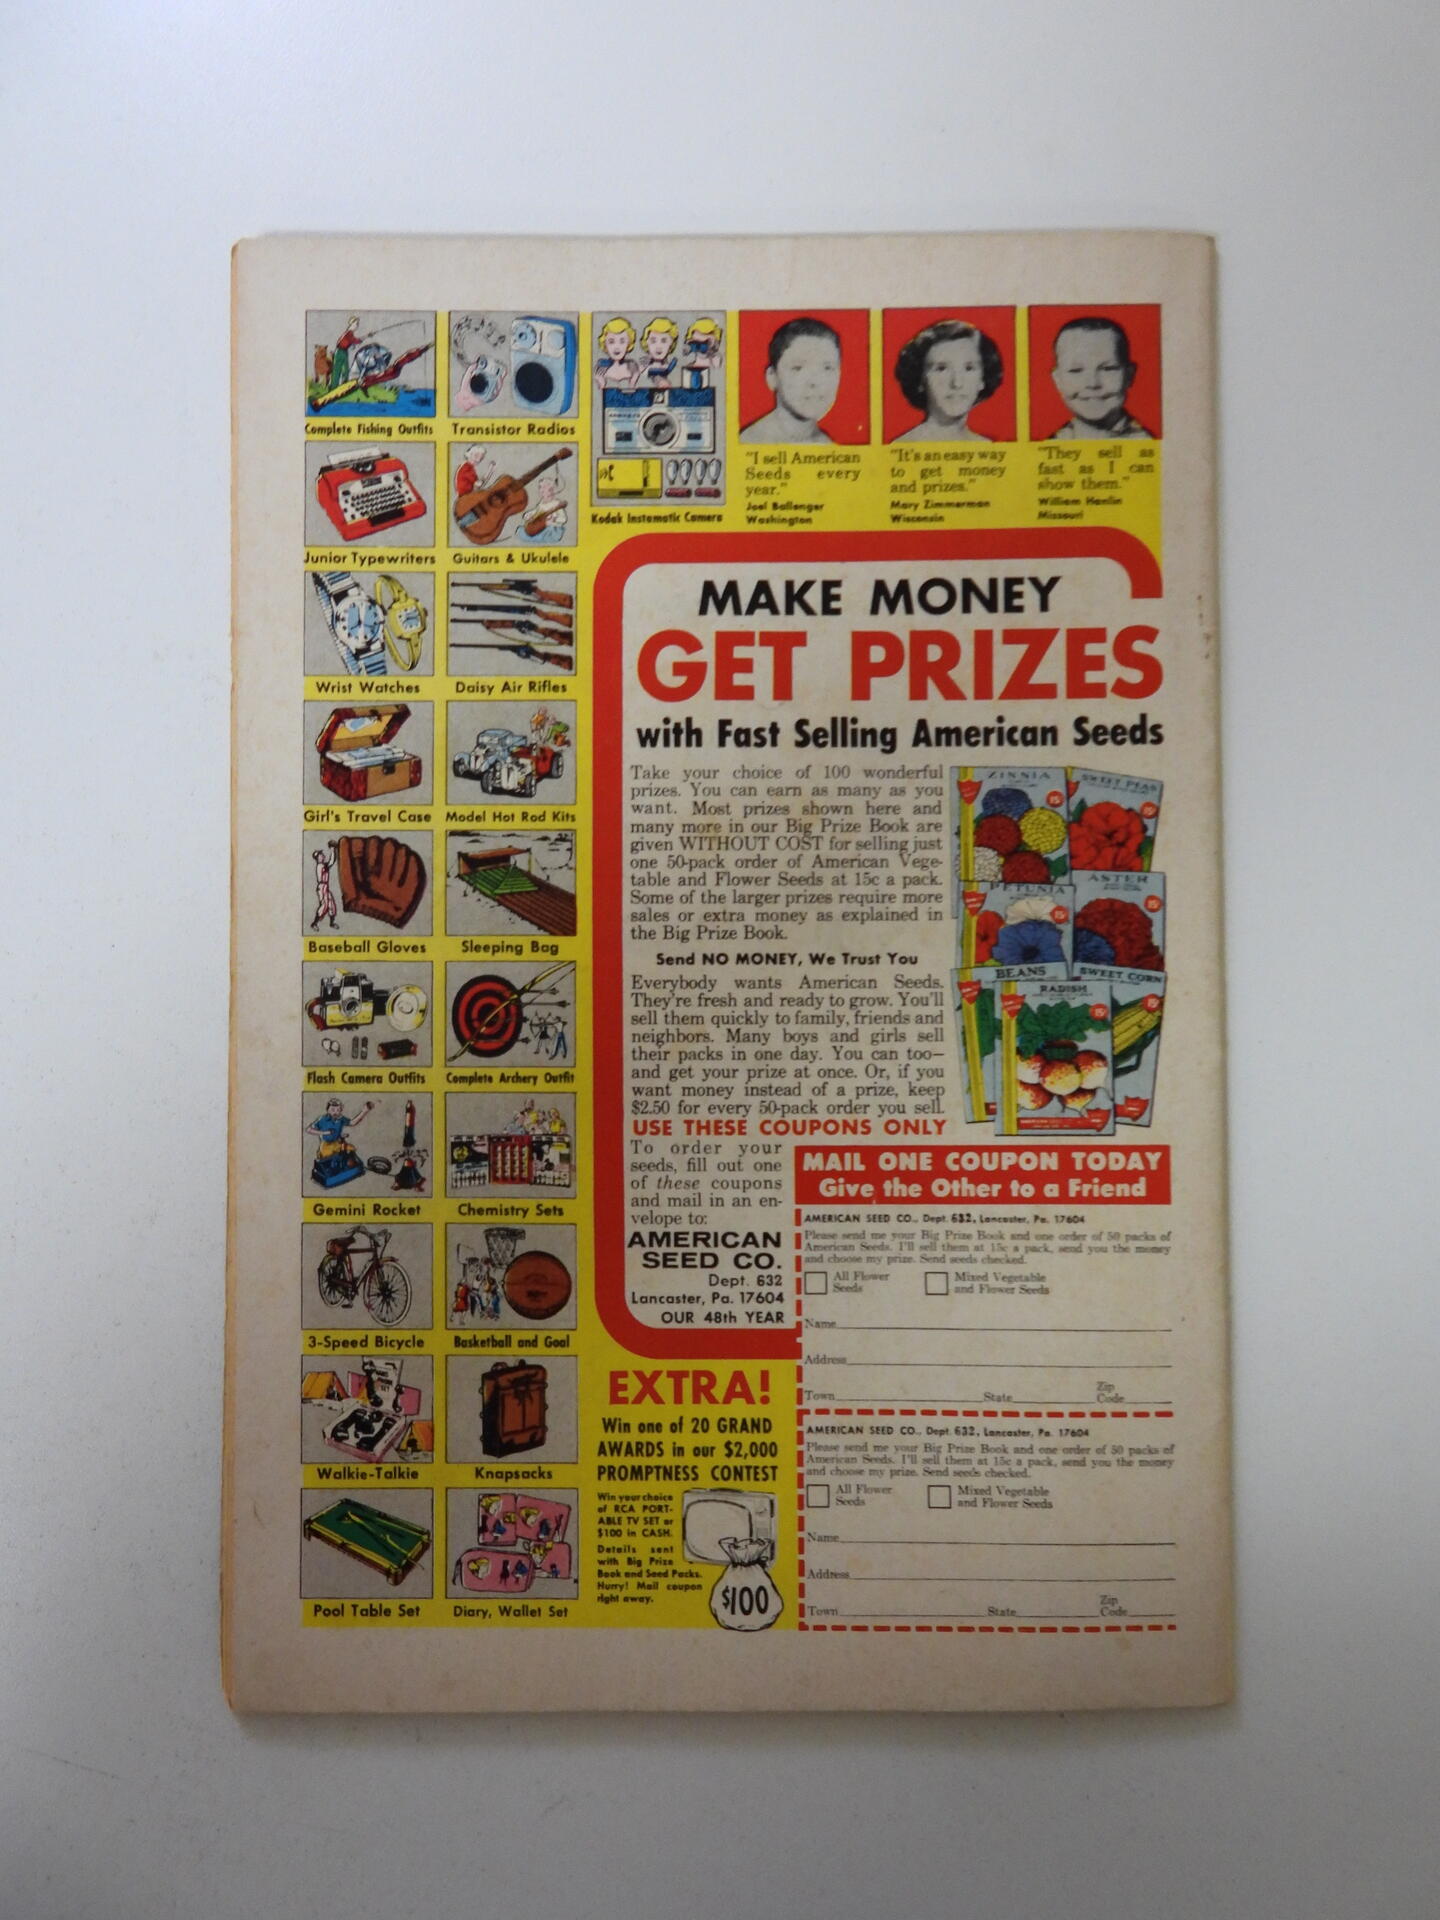 Complete Fishing Outfits
Transistor Radios
Junior Typewriters
Guitars & Ukulele
Wrist Watches
Daisy Air Rifles
Girl's Travel Case
Model Hot Rod Kits
Baseball Gloves
Sleeping Bag
Flash Camera Outfits
Complete Archery Outfit
Gemini Rocket
Chemistry Sets
3-Speed Bicycle
Basketball and Goal
Walkie-Talkie
Knapsacks
Pool Table Set
Diary, Wallet Set
Kodak Instamatic Camera
"I sell American
Seeds every
year."
Joel Ballenger
Washington
"It's an easy way
to get money
and prizes."
Mary Zimmerman
Wisconsin
"They sell as
fast as I can
show them."
William Hamlin
Missouri
MAKE MONEY
GET PRIZES
with Fast Selling American Seeds
Take your choice of 100 wonderful
prizes. You can earn as many as you
want. Most prizes shown here and
many more in our Big Prize Book are
given WITHOUT COST for selling just
one 50-pack order of American Vege-
table and Flower Seeds at 15c a pack.
Some of the larger prizes require more
sales or extra money as explained in
the Big Prize Book.
Send NO MONEY, We Trust You
Everybody wants American Seeds.
They're fresh and ready to grow. You'll
sell them quickly to family, friends and
neighbors. Many boys and girls sell
their packs in one day. You can too—
and get your prize at once. Or, if you
want money instead of a prize, keep
$2.50 for every 50-pack order you sell.
USE THESE COUPONS ONLY
To order your
seeds, fill out one
of these coupons
and mail in an en-
velope to:
AMERICAN
SEED CO.
Dept. 632
Lancaster, Pa. 17604
OUR 48th YEAR
ZINNIA
15¢
SWEET PEAS
15¢
PETUNIA
15¢
ASTER
15¢
BEANS
SWEET CORN
15¢
RADISH
15¢
MAIL ONE COUPON TODAY
Give the Other to a Friend
AMERICAN SEED CO., Dept. 632, Lancaster, Pa. 17604
Please send me your Big Prize Book and one order of 50 packs of
American Seeds. I'll sell them at 15c a pack, send you the money
and choose my prize. Send seeds checked.
All Flower
Seeds
Mixed Vegetable
and Flower Seeds
Name
Address
Town State Zip Code
AMERICAN SEED CO., Dept. 632, Lancaster, Pa. 17604
Please send me your Big Prize Book and one order of 50 packs of
American Seeds. I'll sell them at 15c a pack, send you the money
and choose my prize. Send seeds checked.
All Flower
Seeds
Mixed Vegetable
and Flower Seeds
Name
Address
Town State Zip Code
EXTRA!
Win one of 20 GRAND
AWARDS in our $2,000
PROMPTNESS CONTEST
Win your choice
of RCA PORT-
ABLE TV SET or
$100 in CASH.
Details sent
with Big Prize
Book and Seed Packs.
Hurry! Mail coupon
right away.
$100